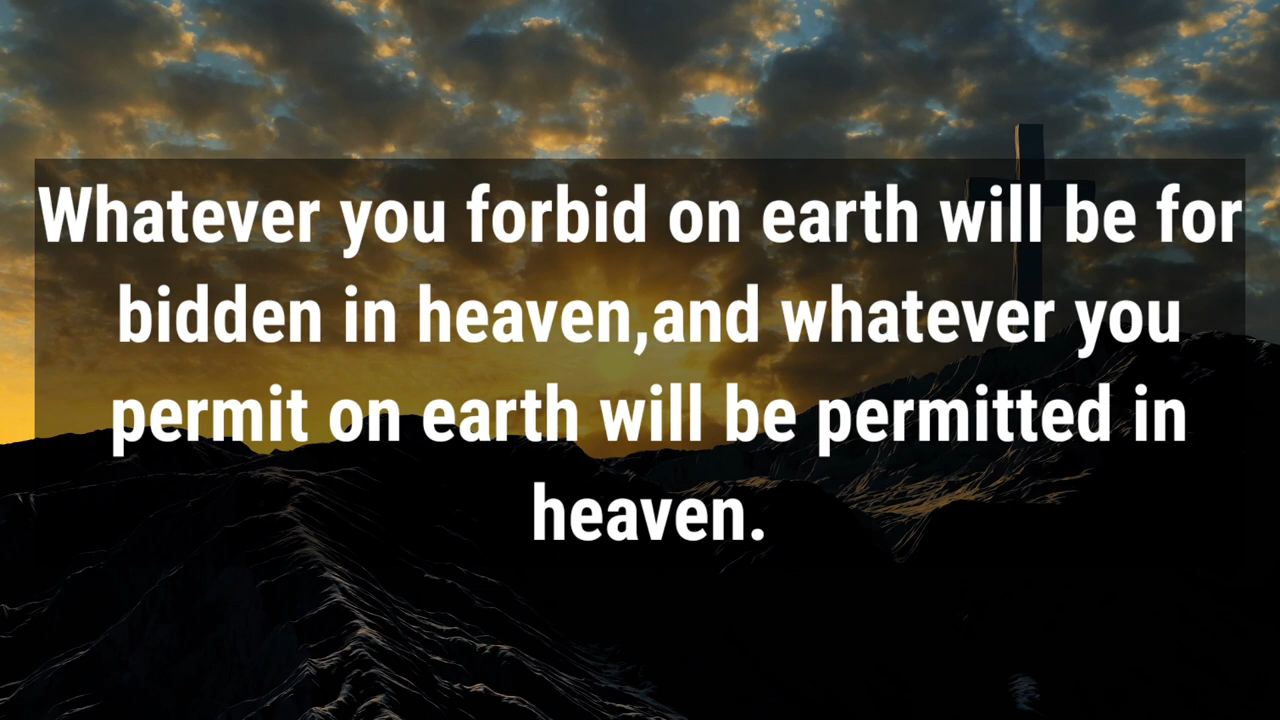 Whatever you forbid on earth will be for
bidden in heaven,and whatever you
permit on earth will be permitted in
heaven.